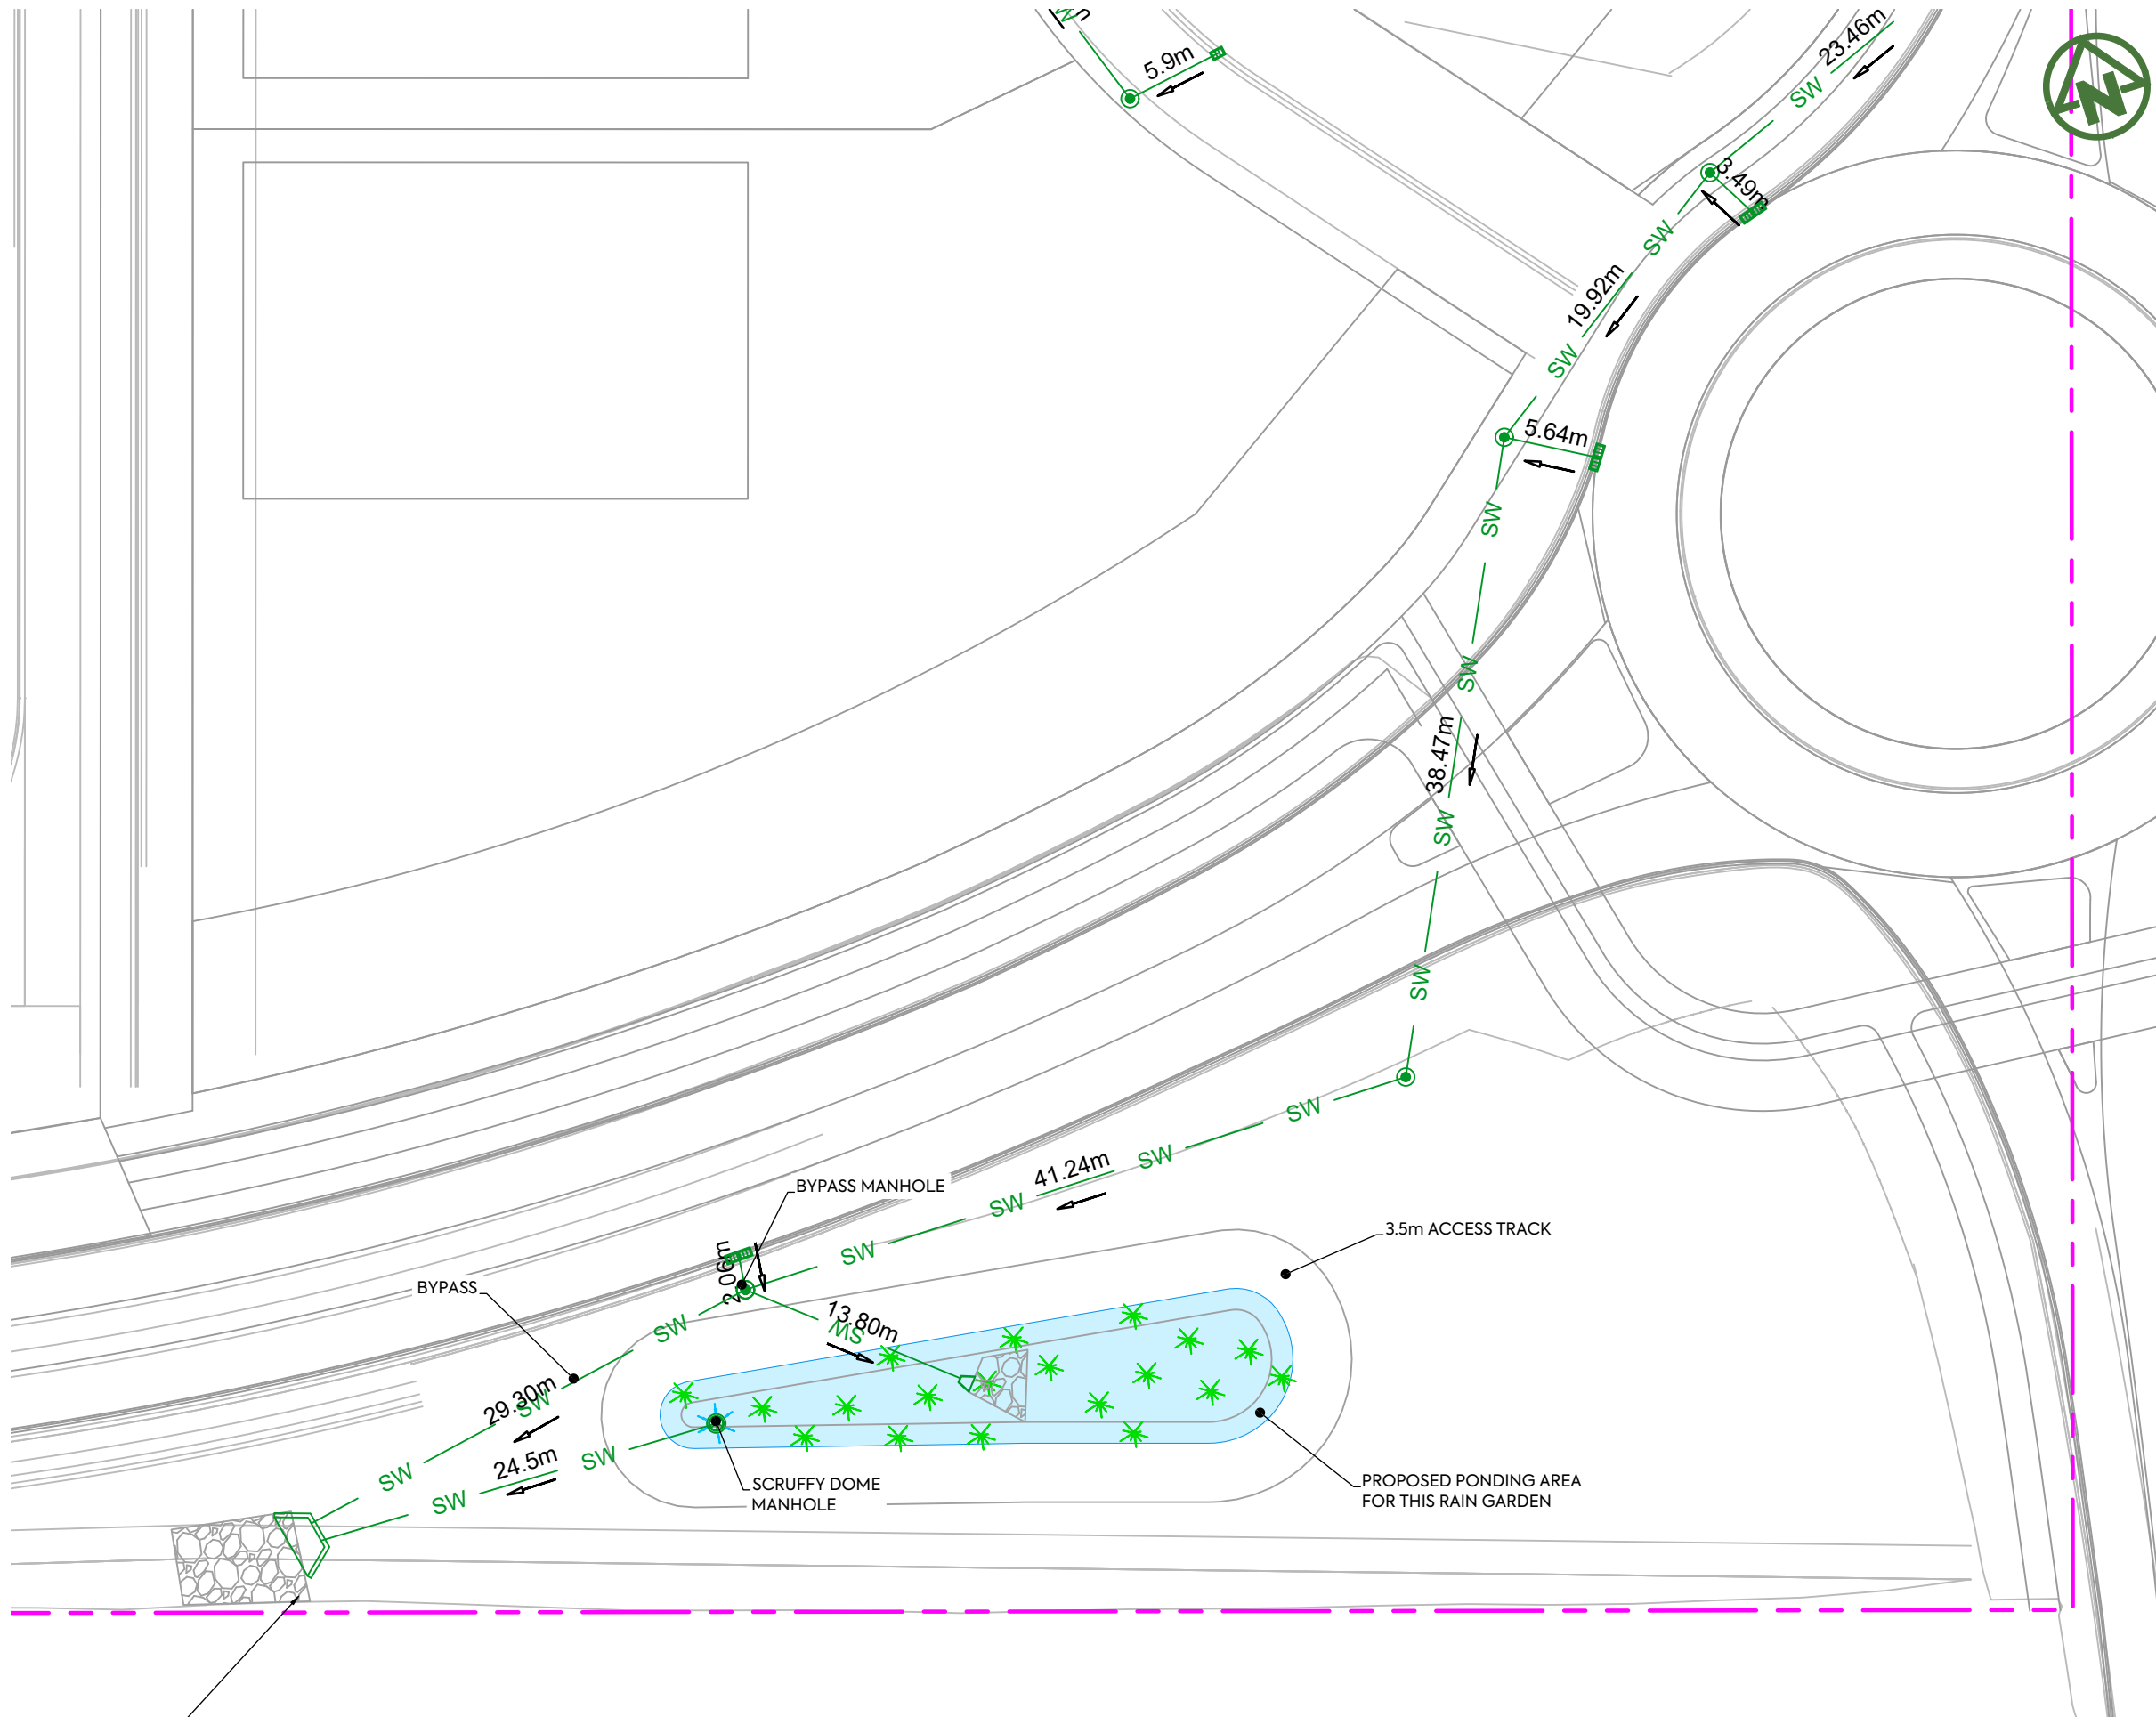 5.9m
23.46m
SW
N
3.49m
SW
19.92m
SW
5.64m
SW
SW
38.47m
SW
SW
SW
41.24m
SW
SW
SW
BYPASS MANHOLE
3.5m ACCESS TRACK
2.06m
BYPASS
SW
13.80m
SW
29.30m
SW
24.5m
SW
SW
SW
SCRUFFY DOME
MANHOLE
PROPOSED PONDING AREA
FOR THIS RAIN GARDEN